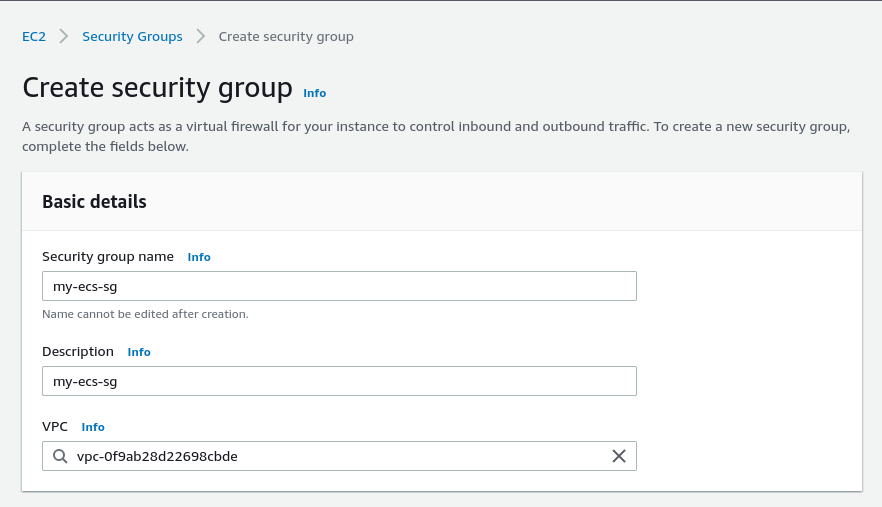 EC2 Security Groups Create security group
Create security group Info
A security group acts as a virtual firewall for your instance to control inbound and outbound traffic. To create a new security group,
complete the fields below.
Basic details
Security group name Info
my-ecs-sg
Name cannot be edited after creation.
Description Info
my-ecs-sg
VPC Info
vpc-0f9ab28d22698cbde